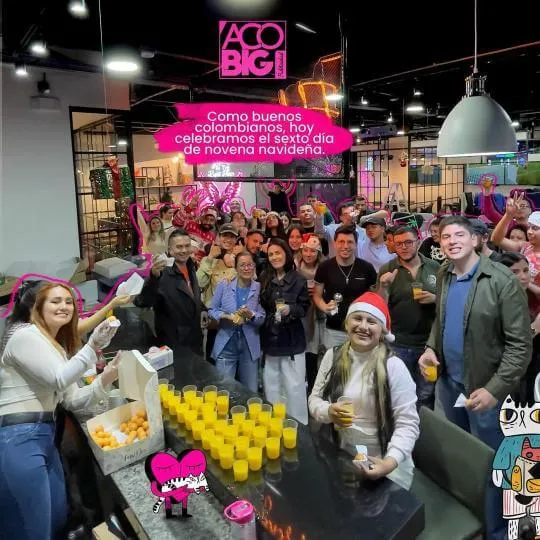 ACO
BIG
Como buenos
colombianos, hoy
celebramos el sexto día
de novena navideña.